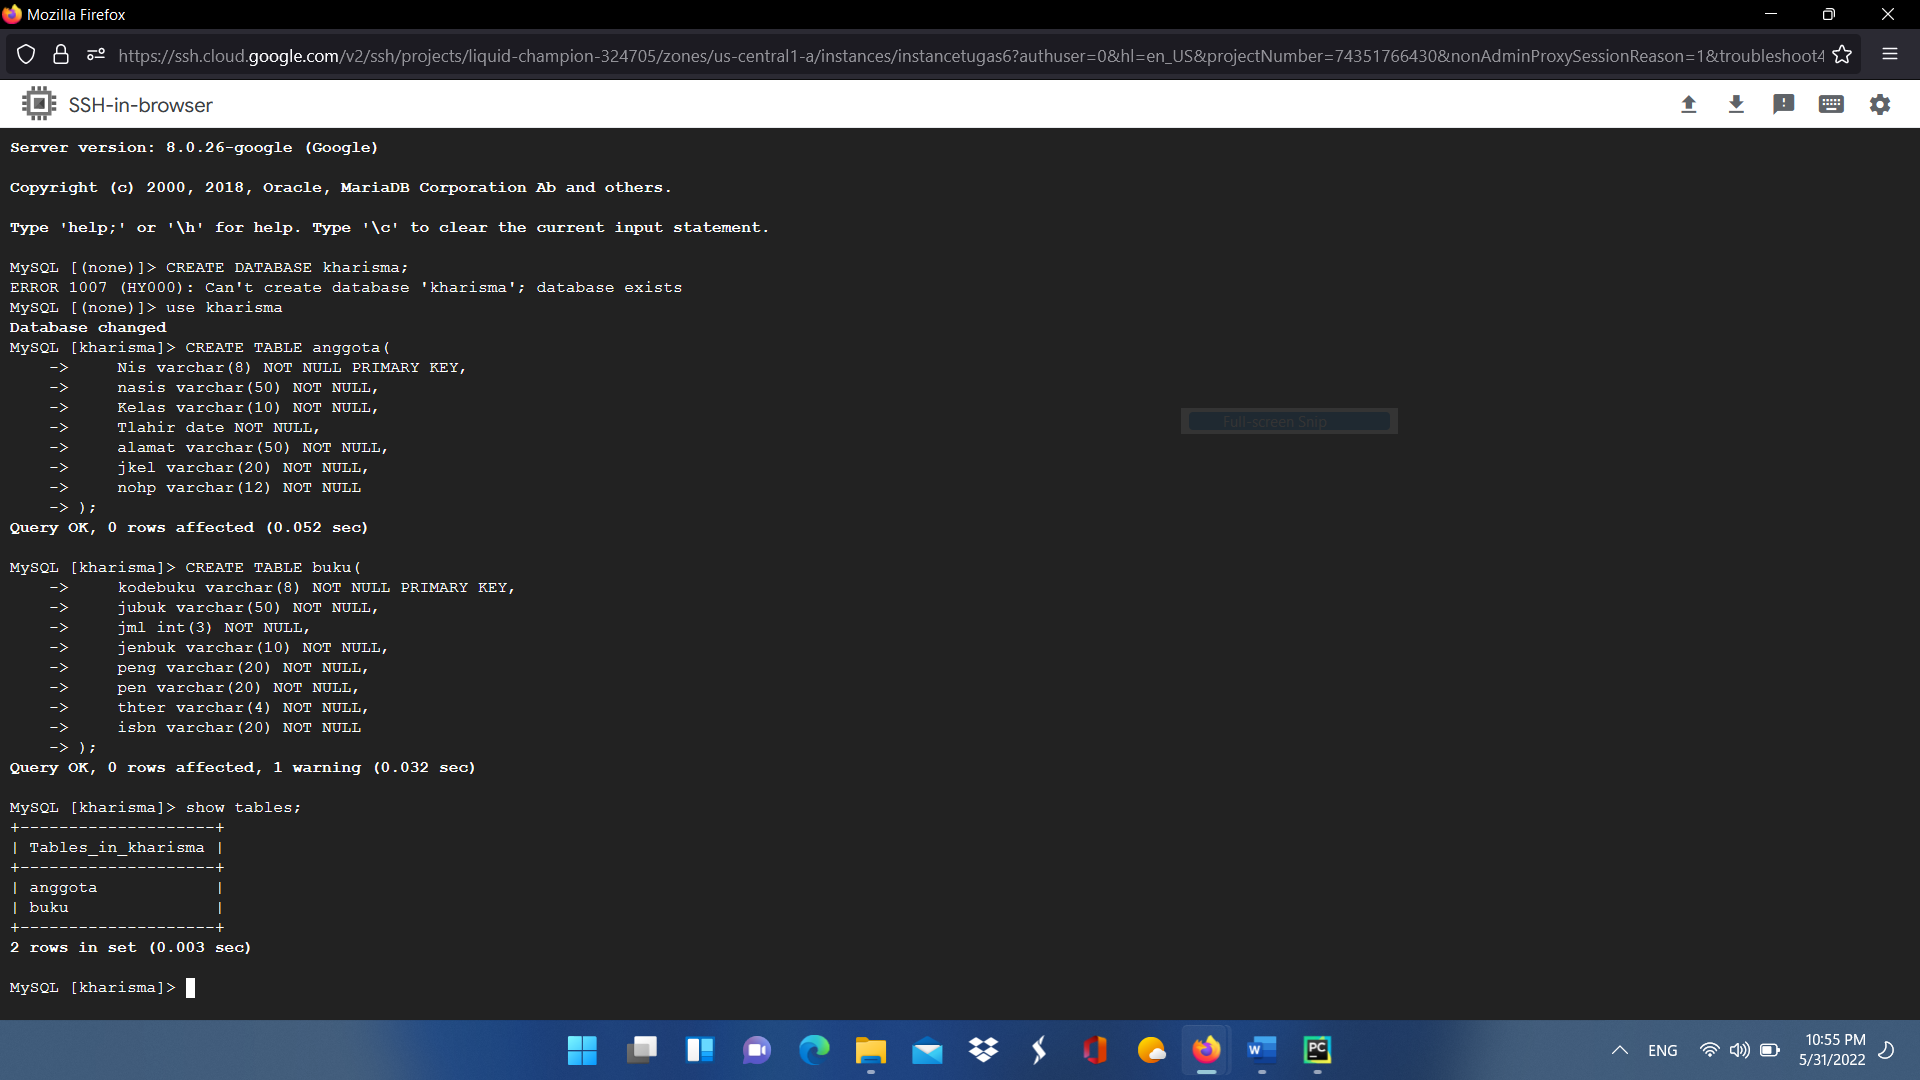 Mozilla Firefox
https://ssh.cloud.google.com/v2/ssh/projects/liquid-champion-324705/zones/us-central1-a/instances/instancetugas6?authuser=0&hl=en_US&projectNumber=74351766430&nonAdminProxySessionReason=1&troubleshoot4
SSH-in-browser
Server version: 8.0.26-google (Google)
Copyright (c) 2000, 2018, Oracle, MariaDB Corporation Ab and others.
Type 'help;' or '\h' for help. Type '\c' to clear the current input statement.
MySQL [(none)]> CREATE DATABASE kharisma;
ERROR 1007 (HY000): Can't create database 'kharisma'; database exists
MySQL [(none)]> use kharisma
Database changed
MySQL [kharisma]> CREATE TABLE anggota(
    ->     Nis varchar(8) NOT NULL PRIMARY KEY,
    ->     nasis varchar(50) NOT NULL,
    ->     Kelas varchar(10) NOT NULL,
    ->     Tlahir date NOT NULL,
    ->     alamat varchar(50) NOT NULL,
    ->     jkel varchar(20) NOT NULL,
    ->     nohp varchar(12) NOT NULL
    -> );
Query OK, 0 rows affected (0.052 sec)
Full-screen Snip
MySQL [kharisma]> CREATE TABLE buku(
    ->     kodebuku varchar(8) NOT NULL PRIMARY KEY,
    ->     jubuk varchar(50) NOT NULL,
    ->     jml int(3) NOT NULL,
    ->     jenbuk varchar(10) NOT NULL,
    ->     peng varchar(20) NOT NULL,
    ->     pen varchar(20) NOT NULL,
    ->     thter varchar(4) NOT NULL,
    ->     isbn varchar(20) NOT NULL
    -> );
Query OK, 0 rows affected, 1 warning (0.032 sec)
MySQL [kharisma]> show tables;
+--------------------+
| Tables_in_kharisma |
+--------------------+
| anggota            |
| buku               |
+--------------------+
2 rows in set (0.003 sec)
MySQL [kharisma]>
W
PC
ENG
10:55 PM
5/31/2022